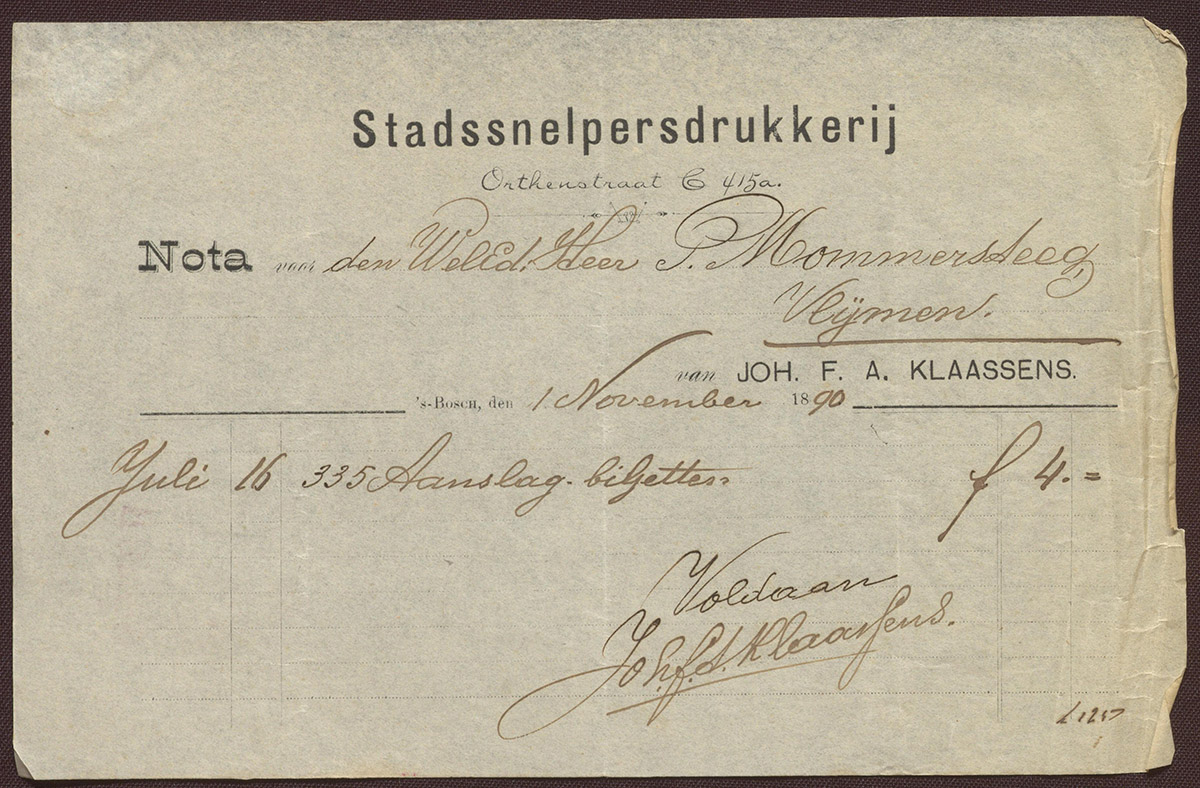 Stadssnelpersdrukkerij
Orthenstraat C 415a.
Nota voor den WelEd. Heer P. Mommersteeg,
Vlijmen.
van JOH. F. A. KLAASSENS.
's-Bosch, den 1 November 1890
Juli 16 335 Aanslag-biljetten f 4.=
Voldaan
Joh. F. A. Klaassens.